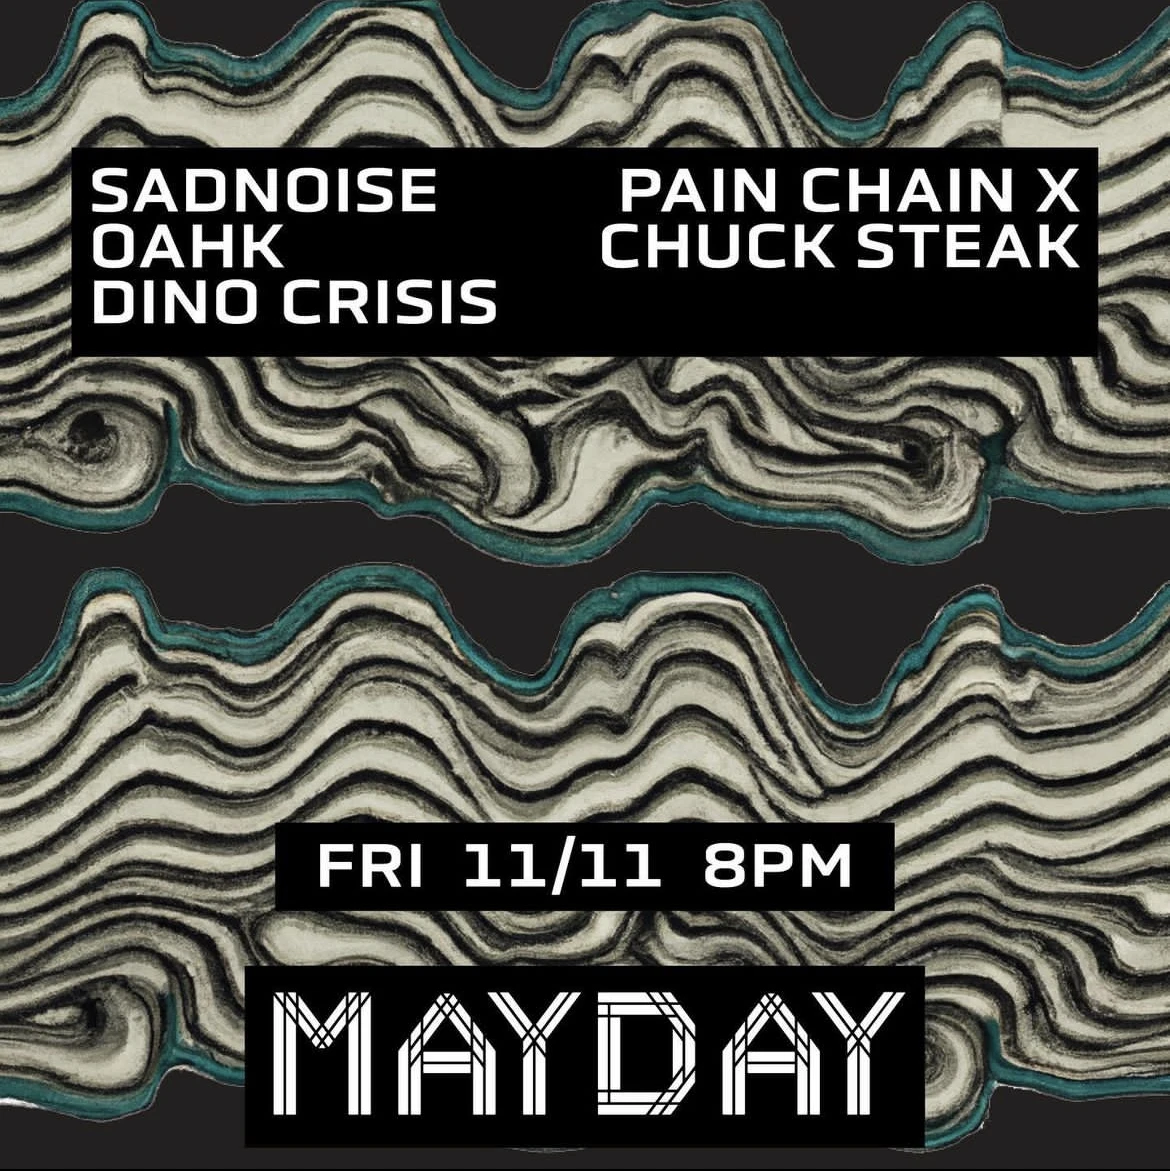 SADNOISE
OAHK
DINO CRISIS
PAIN CHAIN X
CHUCK STEAK
FRI 11/11 8PM
MAYDAY